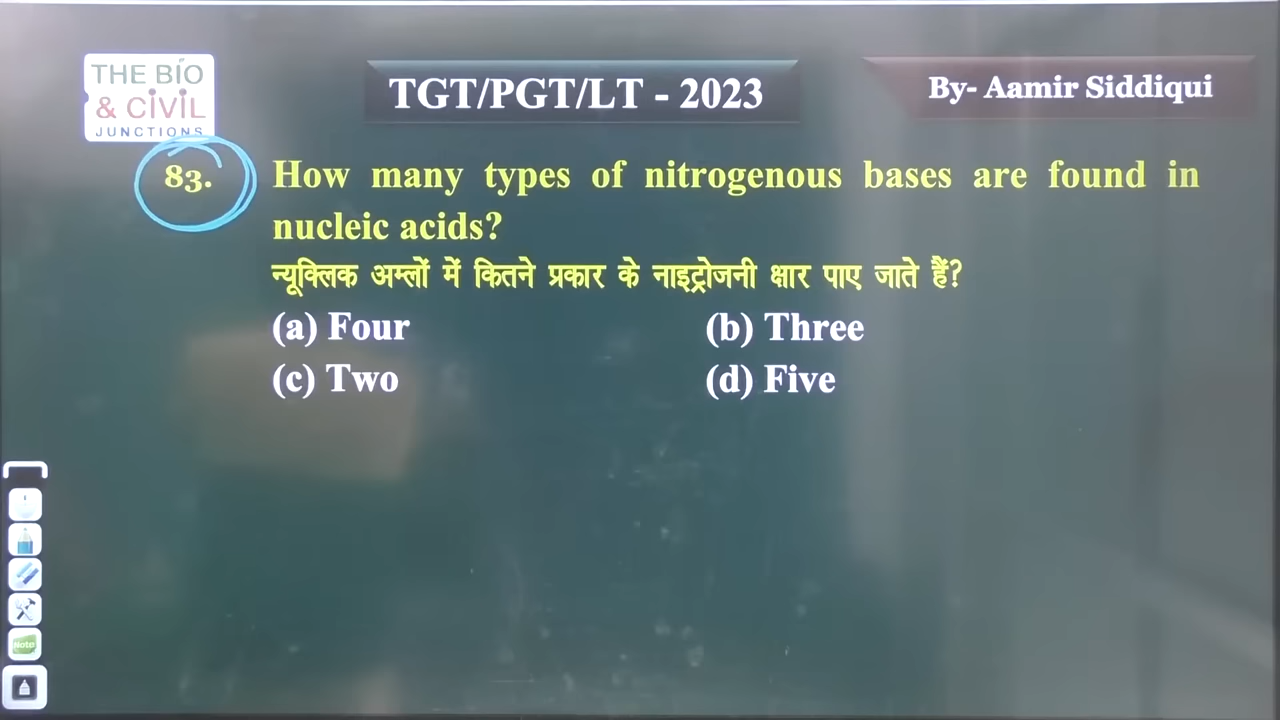 THE BIO
& CIVIL
JUNCTIONS
TGT/PGT/LT - 2023
By- Aamir Siddiqui
83. How many types of nitrogenous bases are found in
nucleic acids?
न्यूक्लिक अम्लों में कितने प्रकार के नाइट्रोजनी क्षार पाए जाते हैं?
(a) Four (b) Three
(c) Two (d) Five
Note